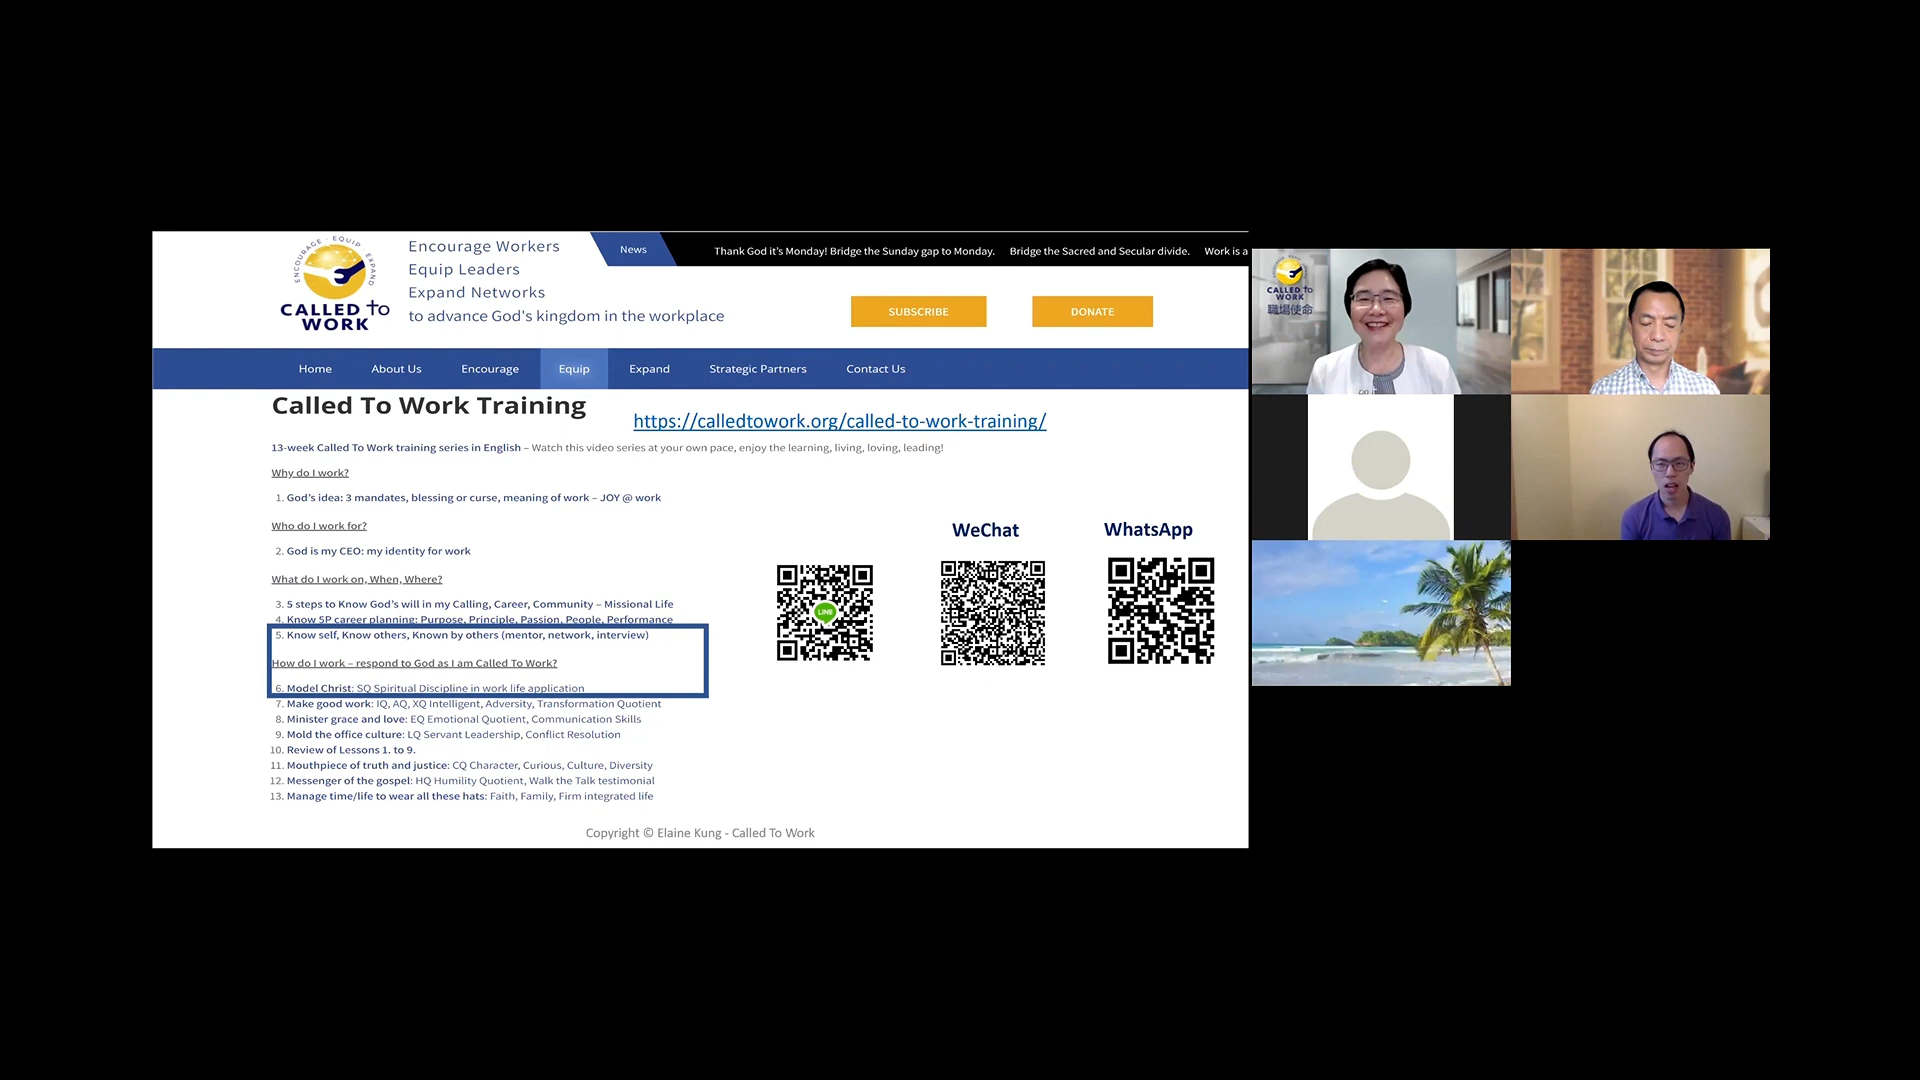 ENCOURAGE · EQUIP · EXPAND
CALLED to
WORK
Encourage Workers
Equip Leaders
Expand Networks
to advance God's kingdom in the workplace
News
Thank God it's Monday! Bridge the Sunday gap to Monday. Bridge the Sacred and Secular divide. Work is a
SUBSCRIBE
DONATE
Home About Us Encourage Equip Expand Strategic Partners Contact Us
Called To Work Training
https://calledtowork.org/called-to-work-training/
13-week Called To Work training series in English – Watch this video series at your own pace, enjoy the learning, living, loving, leading!
Why do I work?
1. God's idea: 3 mandates, blessing or curse, meaning of work – JOY @ work
Who do I work for?
2. God is my CEO: my identity for work
What do I work on, When, Where?
3. 5 steps to Know God's will in my Calling, Career, Community – Missional Life
4. Know 5P career planning: Purpose, Principle, Passion, People, Performance
5. Know self, Know others, Known by others (mentor, network, interview)
How do I work – respond to God as I am Called To Work?
6. Model Christ: SQ Spiritual Discipline in work life application
7. Make good work: IQ, AQ, XQ Intelligent, Adversity, Transformation Quotient
8. Minister grace and love: EQ Emotional Quotient, Communication Skills
9. Mold the office culture: LQ Servant Leadership, Conflict Resolution
10. Review of Lessons 1. to 9.
11. Mouthpiece of truth and justice: CQ Character, Curious, Culture, Diversity
12. Messenger of the gospel: HQ Humility Quotient, Walk the Talk testimonial
13. Manage time/life to wear all these hats: Faith, Family, Firm integrated life
WeChat
WhatsApp
LINE
Copyright © Elaine Kung - Called To Work
CALLED to
WORK
職場使命